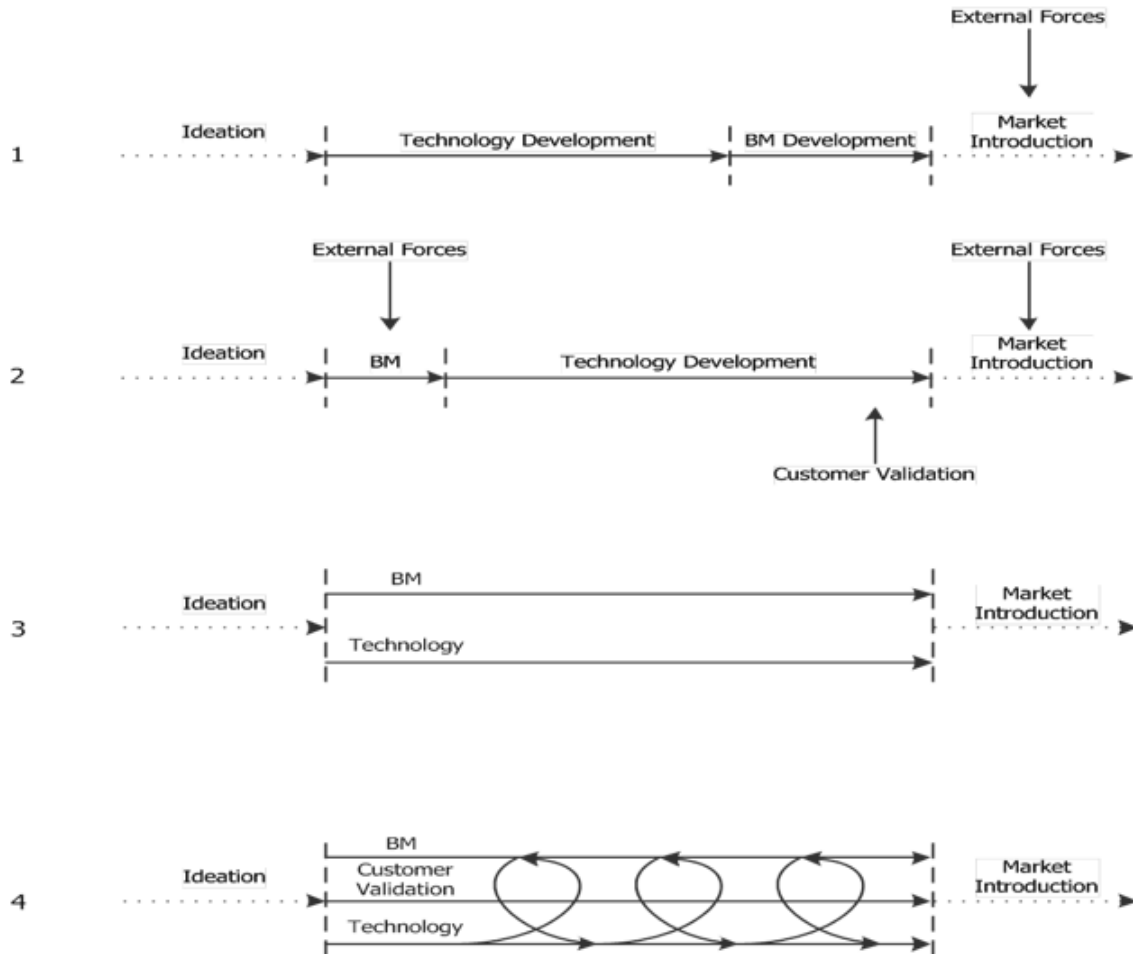 External Forces
Ideation
Technology Development
BM Development
Market
Introduction
1
External Forces
External Forces
Ideation
BM
Technology Development
Market
Introduction
2
Customer Validation
BM
Ideation
Market
Introduction
3
Technology
BM
Customer
Validation
Ideation
Market
Introduction
4
Technology